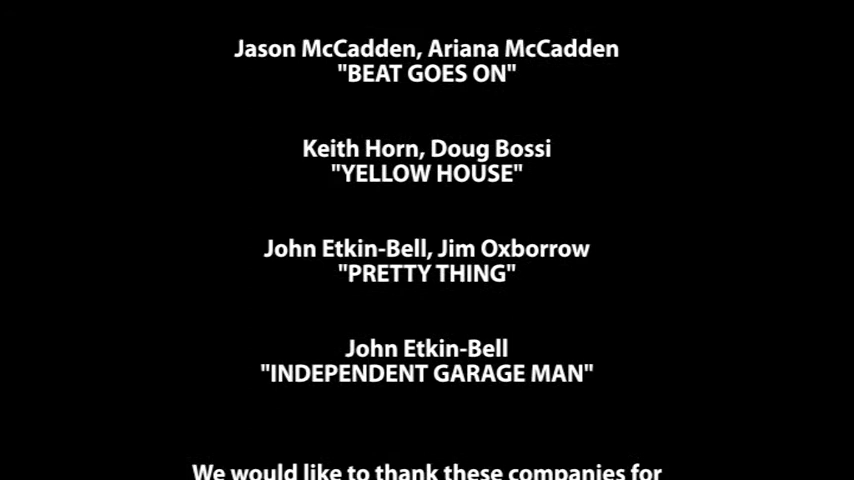 Jason McCadden, Ariana McCadden
"BEAT GOES ON"
Keith Horn, Doug Bossi
"YELLOW HOUSE"
John Etkin-Bell, Jim Oxborrow
"PRETTY THING"
John Etkin-Bell
"INDEPENDENT GARAGE MAN"
We would like to thank these companies for